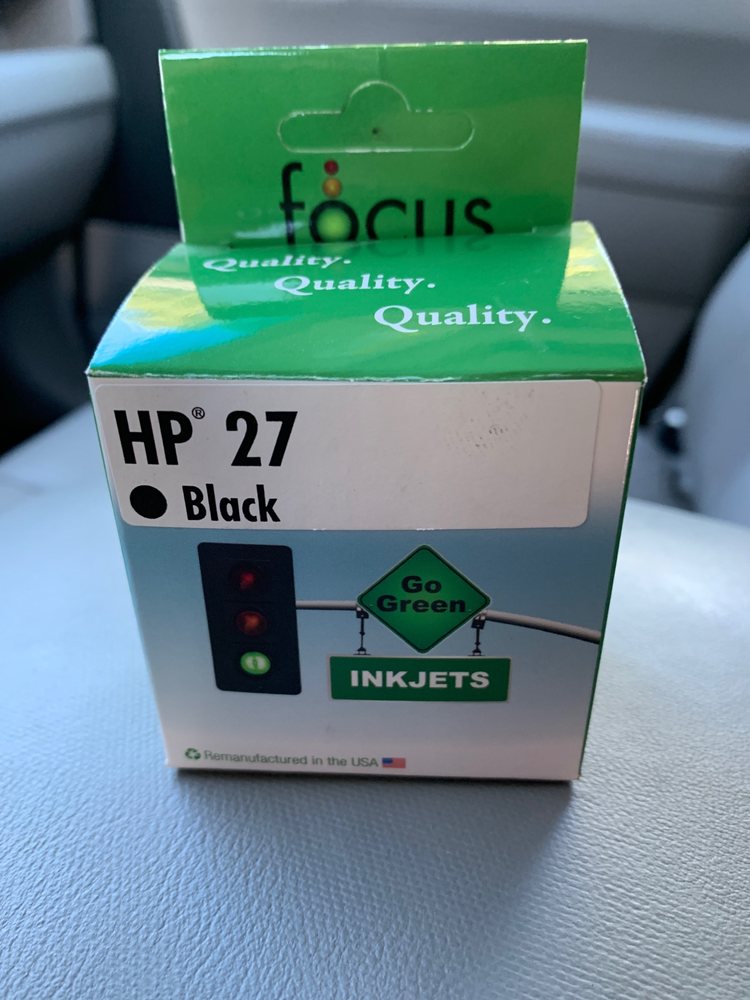 focus
Quality.
Quality.
Quality.
HP® 27
Black
Go
Green
INKJETS
Remanufactured in the USA